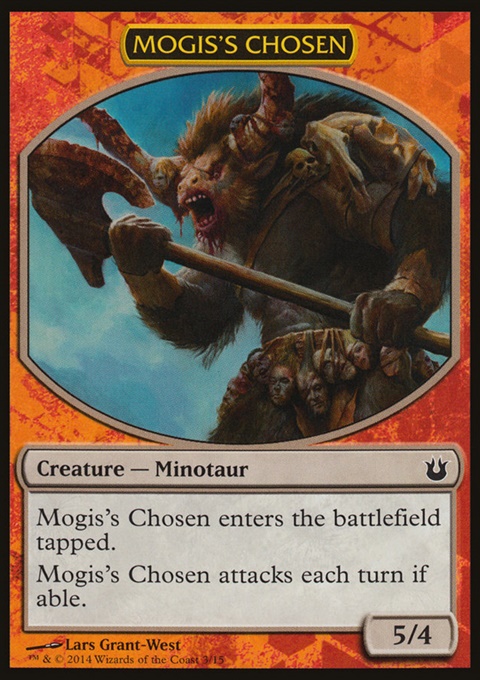 MOGIS'S CHOSEN
Creature — Minotaur
Mogis's Chosen enters the battlefield
tapped.
Mogis's Chosen attacks each turn if
able.
5/4
Lars Grant-West
™ & © 2014 Wizards of the Coast 3/15